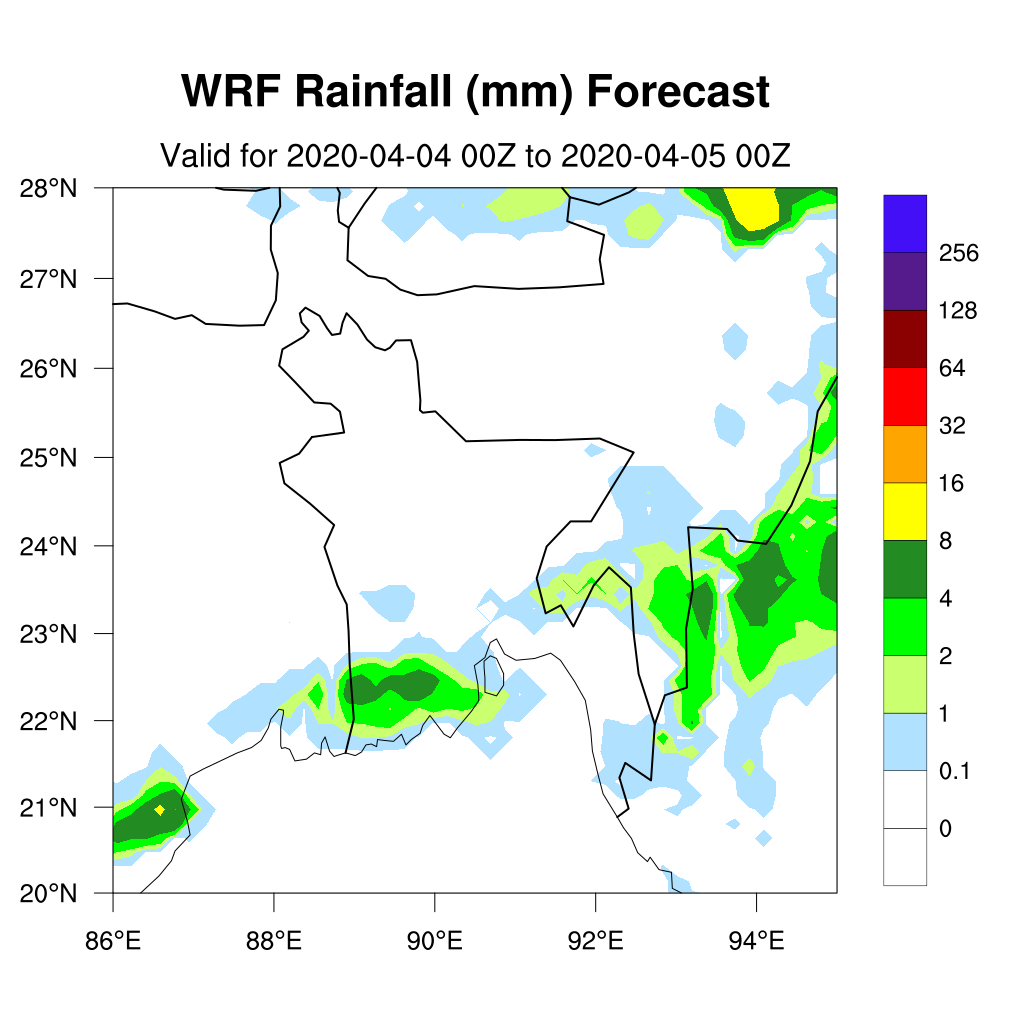 WRF Rainfall (mm) Forecast
Valid for 2020-04-04 00Z to 2020-04-05 00Z
28°N
27°N
26°N
25°N
24°N
23°N
22°N
21°N
20°N
86°E 88°E 90°E 92°E 94°E
256
128
64
32
16
8
4
2
1
0.1
0